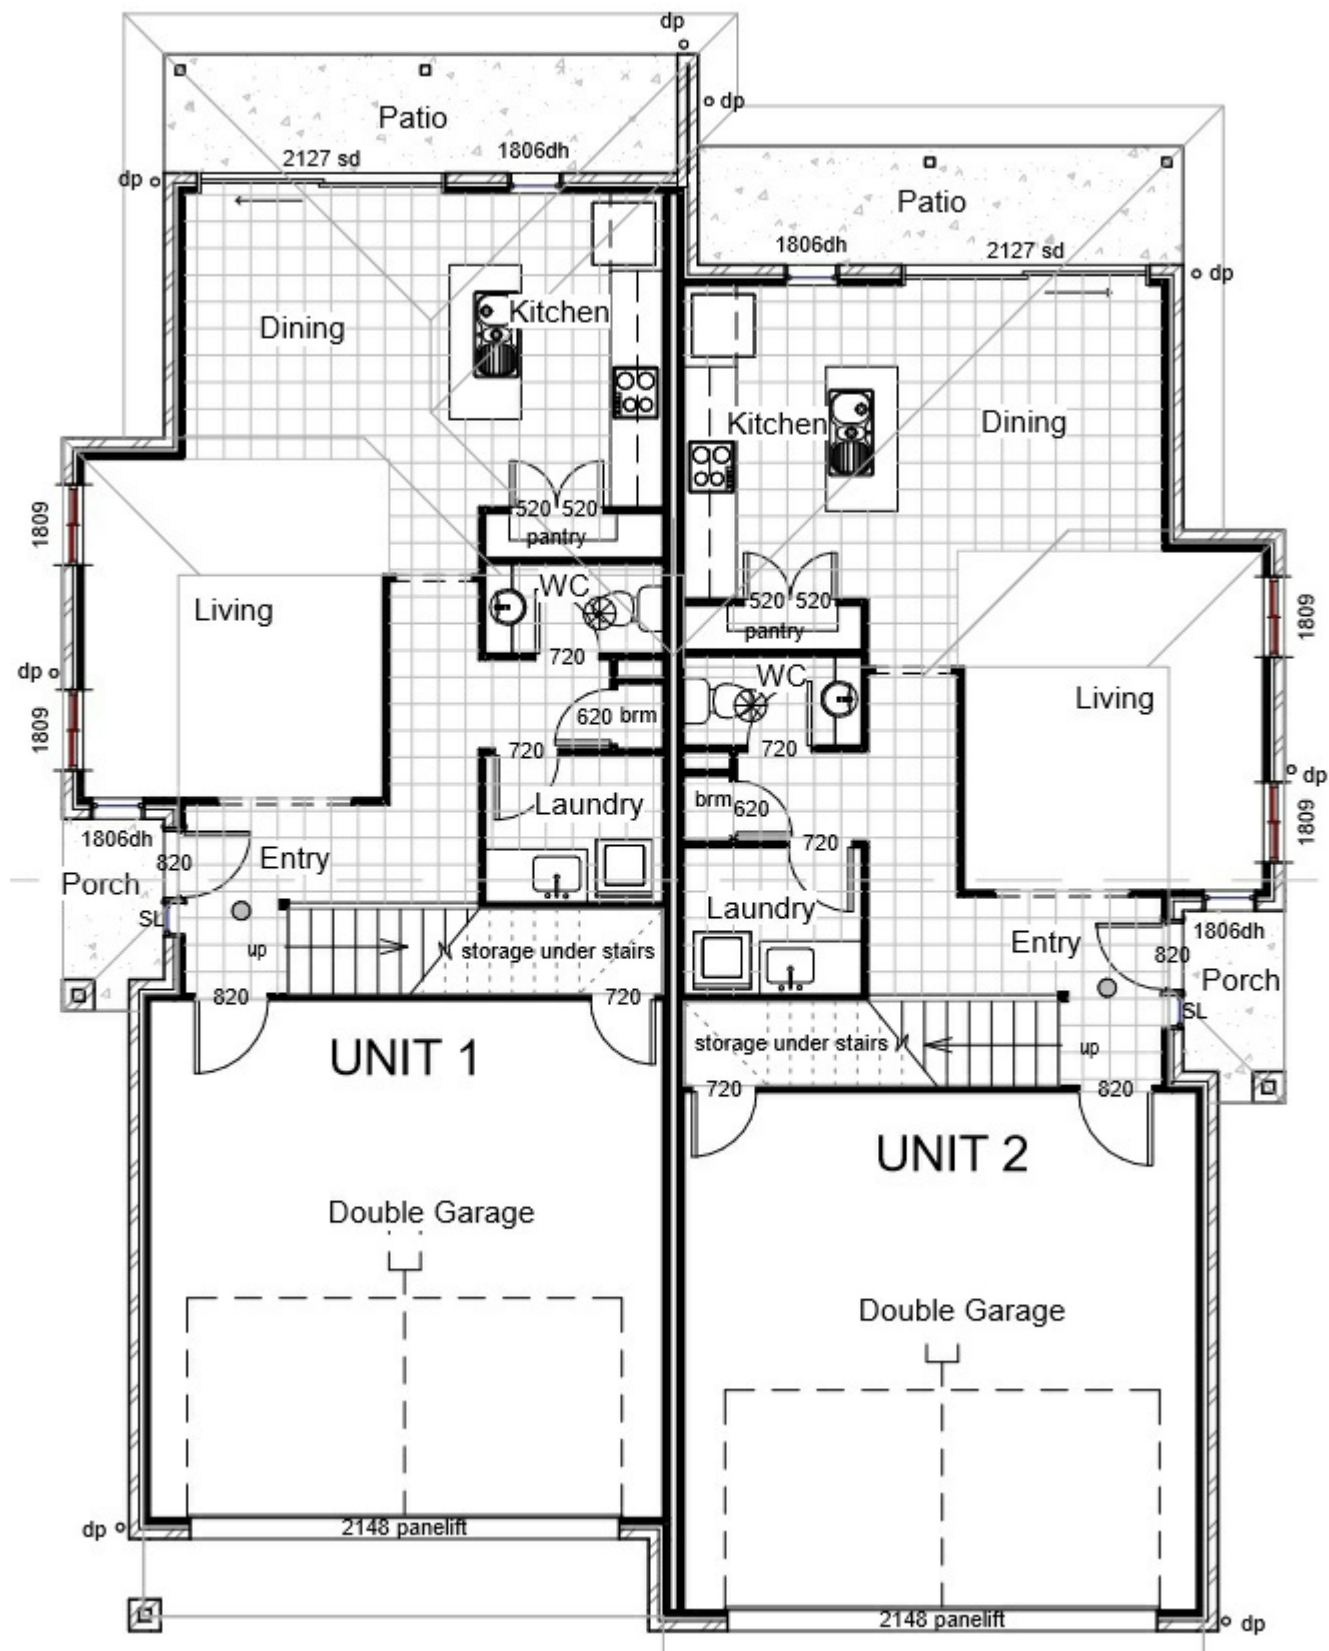 dp
dp
Patio
2127 sd
1806dh
dp
Patio
1806dh
2127 sd
dp
Kitchen
Dining
Kitchen
Dining
520 520
pantry
1809
WC
Living
720
520 520
pantry
1809
dp
620 brm
WC
Living
1809
720
720
dp
Laundry
brm 620
1806dh
820
Entry
720
1809
Porch
SL
Laundry
up
storage under stairs
Entry
1806dh
820
Porch
820
720
SL
UNIT 1
storage under stairs
up
720
820
UNIT 2
Double Garage
Double Garage
dp
2148 panelift
2148 panelift
dp